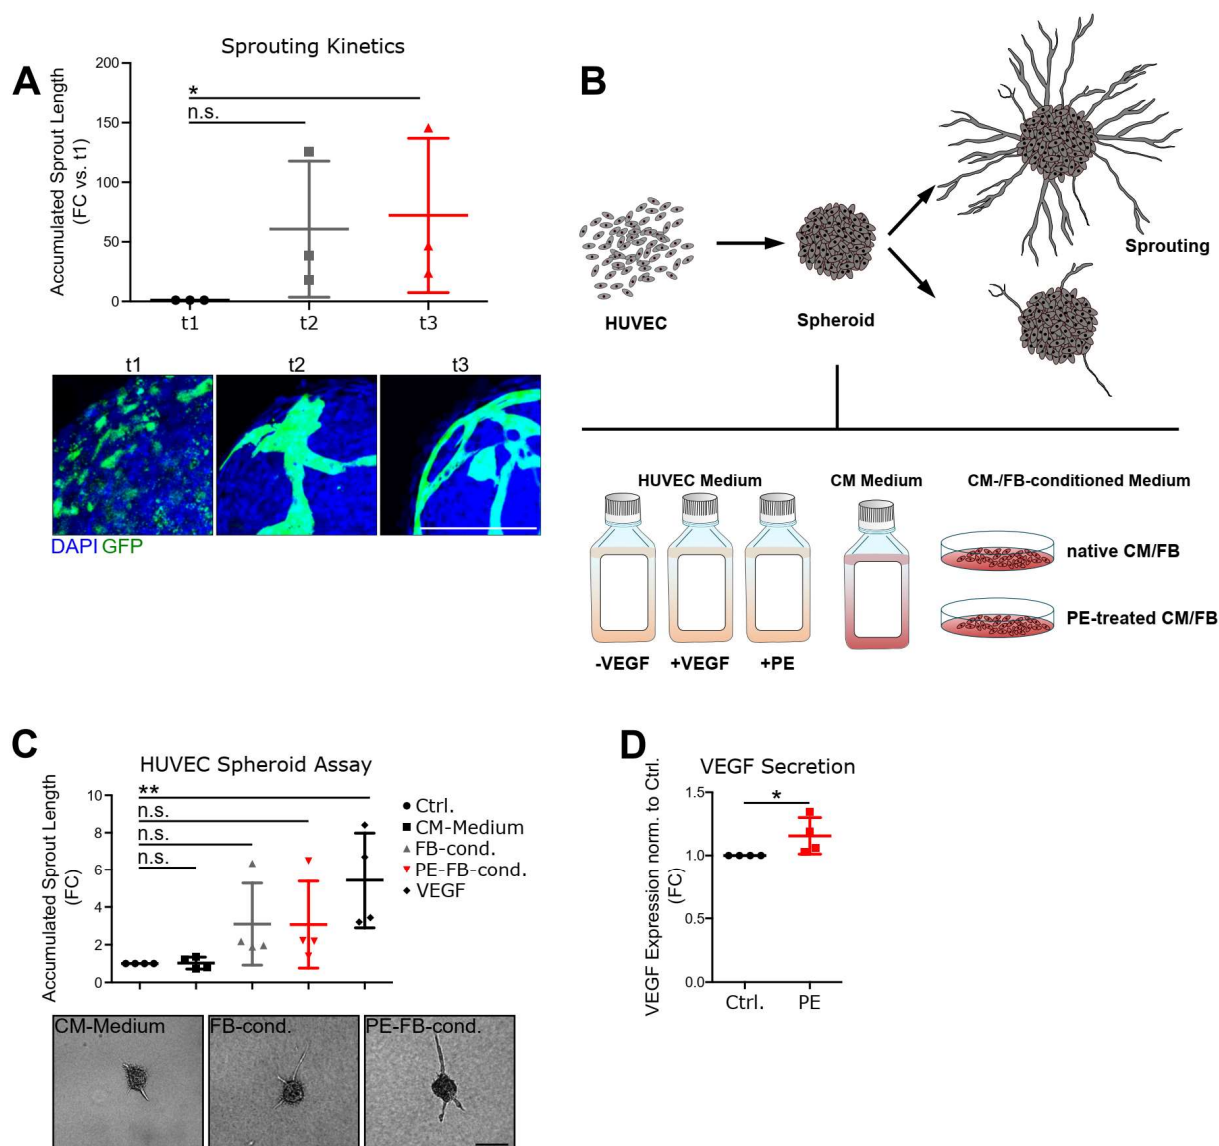 A
Sprouting Kinetics
Accumulated Sprout Length
(FC vs. t1)
200
150
100
50
0
*
n.s.
t1
t2
t3
t1
t2
t3
DAPI GFP
B
HUVEC
Spheroid
Sprouting
HUVEC Medium
CM Medium
CM-/FB-conditioned Medium
native CM/FB
PE-treated CM/FB
-VEGF
+VEGF
+PE
C
HUVEC Spheroid Assay
Accumulated Sprout Length
(FC)
10
8
6
4
2
0
**
n.s.
n.s.
n.s.
Ctrl.
CM-Medium
FB-cond.
PE-FB-cond.
VEGF
CM-Medium
FB-cond.
PE-FB-cond.
D
VEGF Secretion
VEGF Expression norm. to Ctrl.
(FC)
1.5
1.0
0.5
0.0
*
Ctrl.
PE